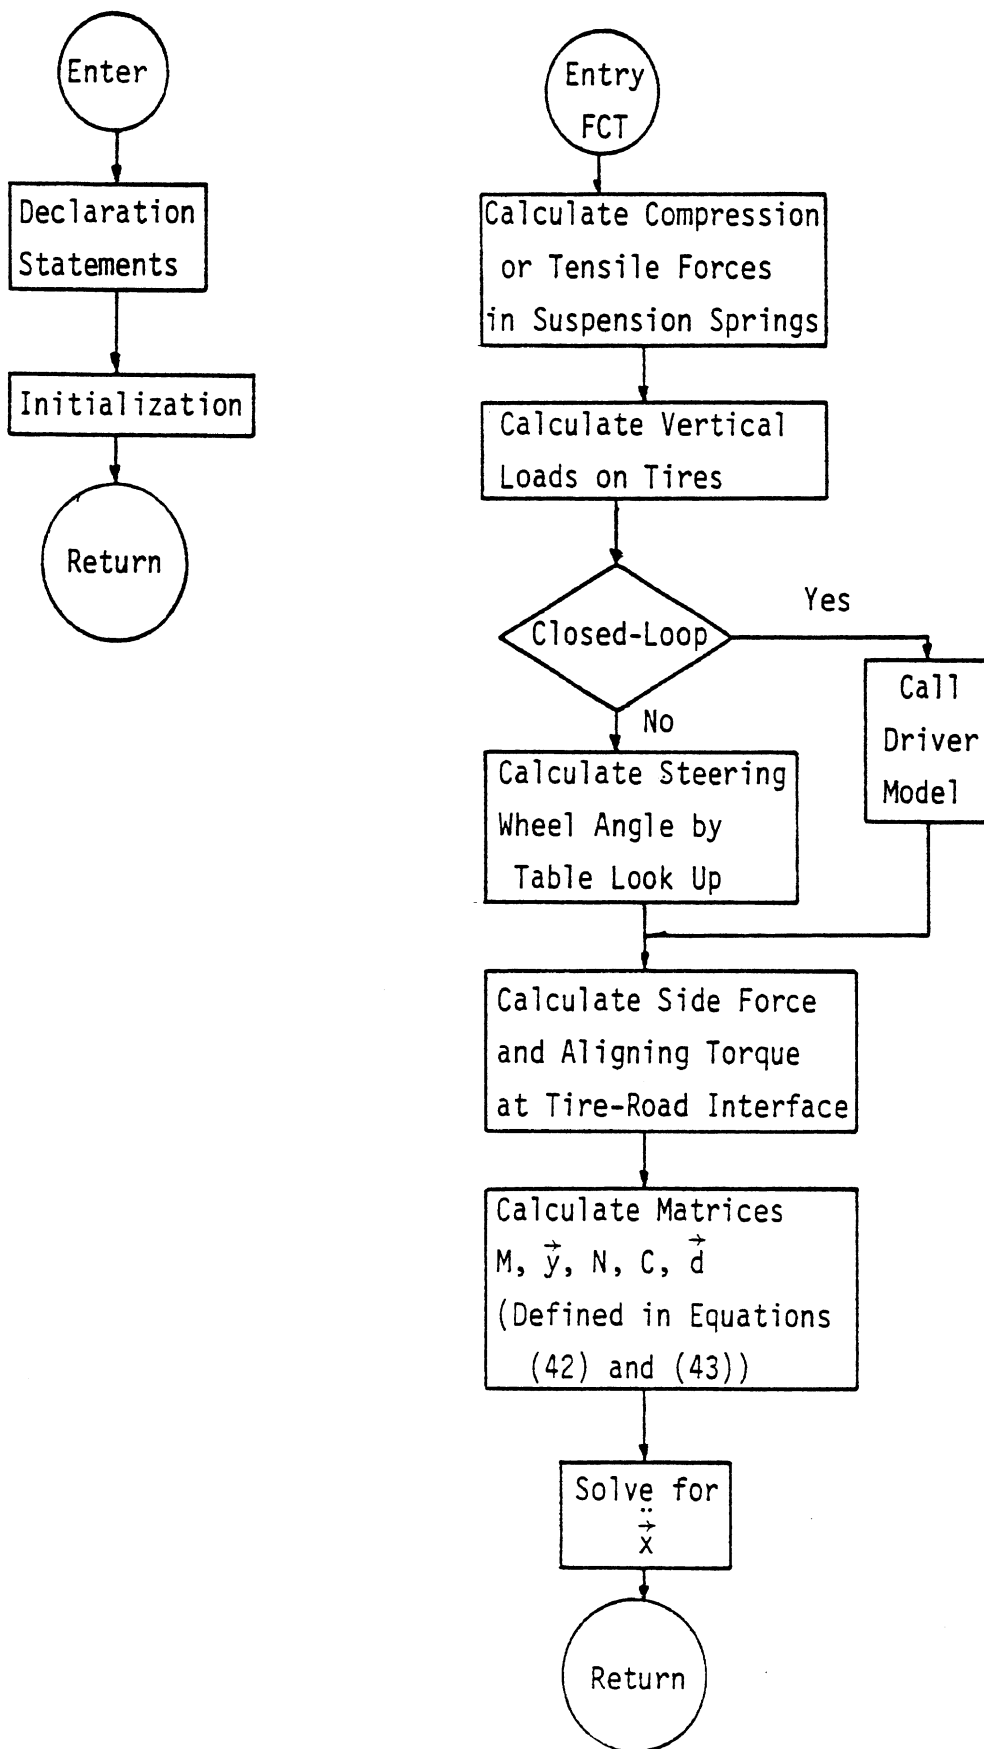 Enter
Declaration
Statements
Initialization
Return
Entry
FCT
Calculate Compression
or Tensile Forces
in Suspension Springs
Calculate Vertical
Loads on Tires
Closed-Loop
Yes
Call
Driver
Model
No
Calculate Steering
Wheel Angle by
Table Look Up
Calculate Side Force
and Aligning Torque
at Tire-Road Interface
Calculate Matrices
M, y⃗, N, C, d⃗
(Defined in Equations
(42) and (43))
Solve for
ẍ⃗
Return